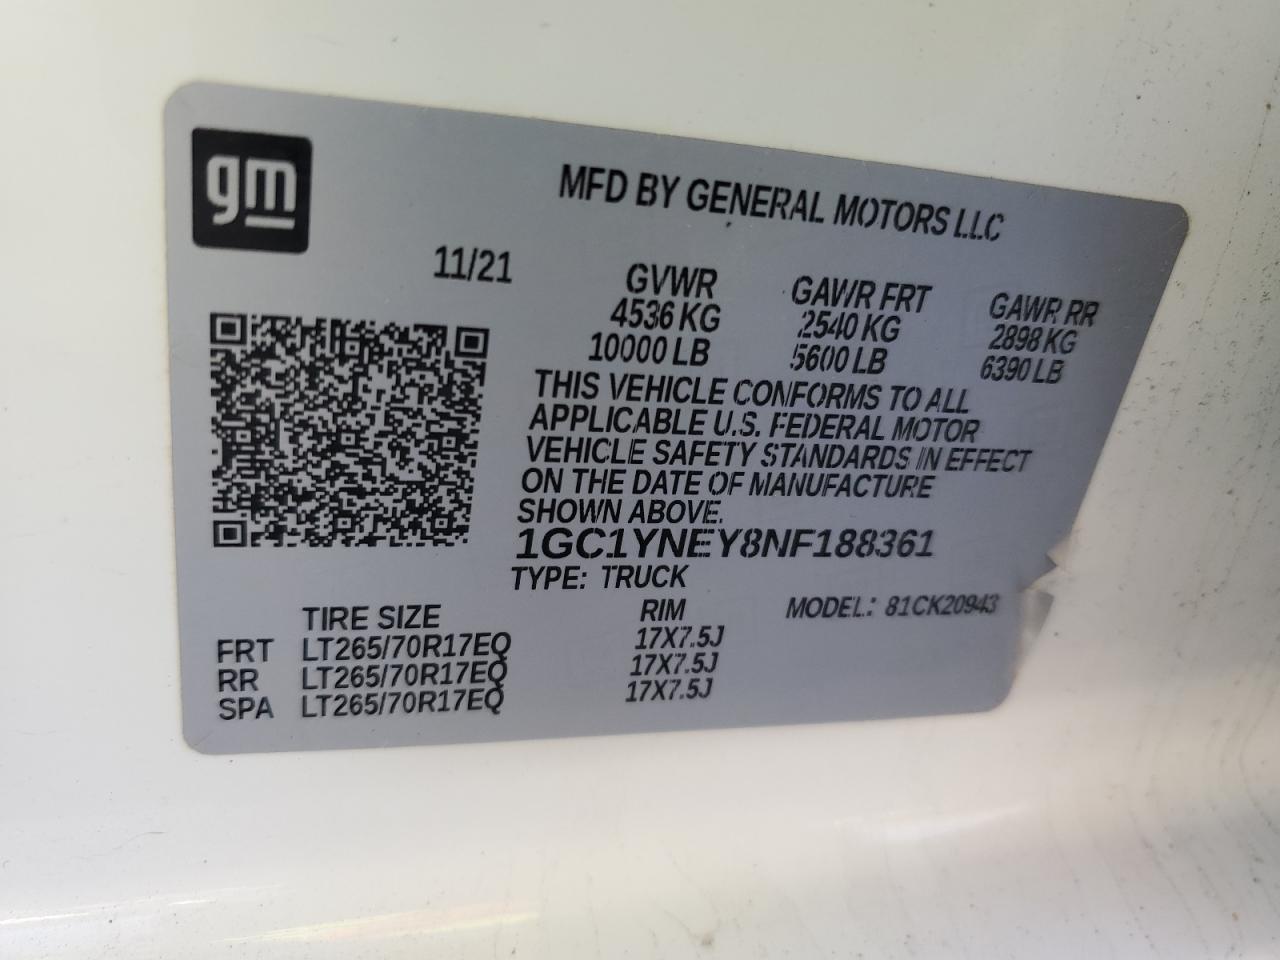 gm
MFD BY GENERAL MOTORS LLC
11/21
GVWR GAWR FRT GAWR RR
4536 KG 2540 KG 2898 KG
10000 LB 5600 LB 6390 LB
THIS VEHICLE CONFORMS TO ALL
APPLICABLE U.S. FEDERAL MOTOR
VEHICLE SAFETY STANDARDS IN EFFECT
ON THE DATE OF MANUFACTURE
SHOWN ABOVE.
1GC1YNEY8NF188361
TYPE: TRUCK
MODEL: 81CK20943
TIRE SIZE RIM
FRT LT265/70R17EQ 17X7.5J
RR LT265/70R17EQ 17X7.5J
SPA LT265/70R17EQ 17X7.5J